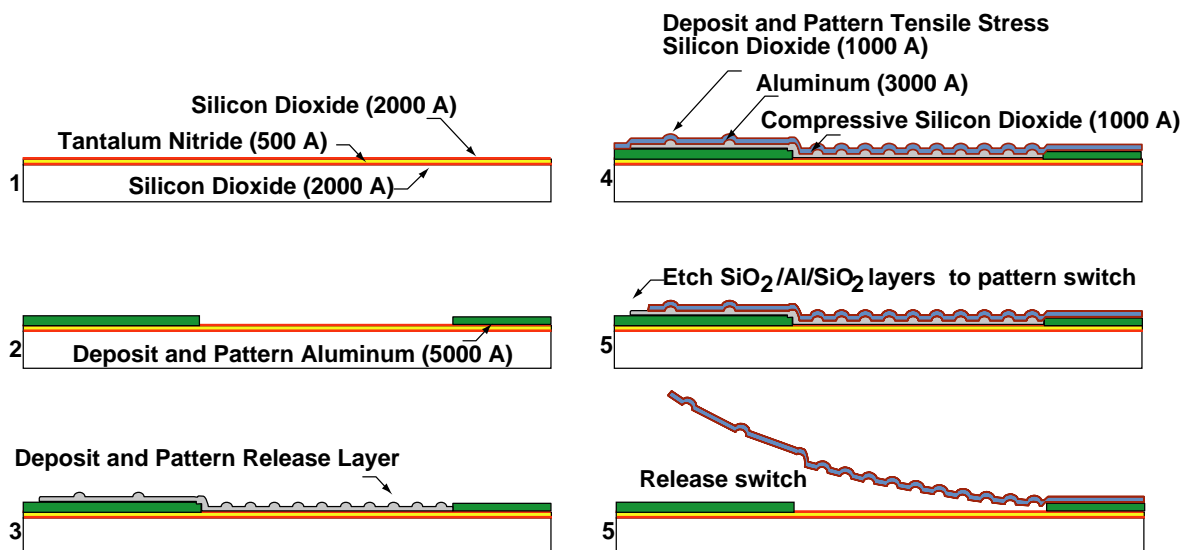 Silicon Dioxide (2000 A)
Tantalum Nitride (500 A)
Silicon Dioxide (2000 A)
1
Deposit and Pattern Aluminum (5000 A)
2
Deposit and Pattern Release Layer
3
Deposit and Pattern Tensile Stress
Silicon Dioxide (1000 A)
Aluminum (3000 A)
Compressive Silicon Dioxide (1000 A)
4
Etch SiO2/Al/SiO2 layers to pattern switch
5
Release switch
5